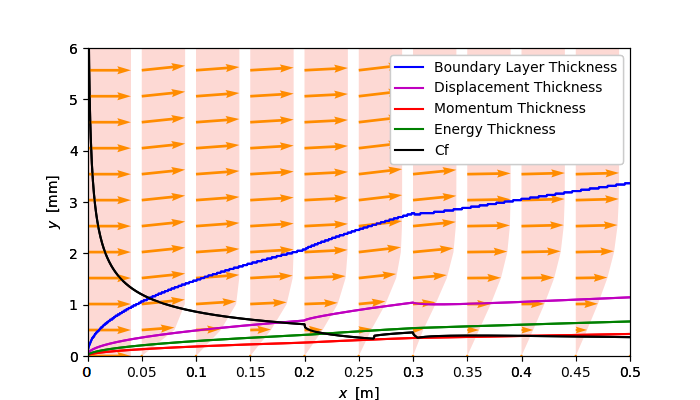 6
5
4
3
2
1
0
y [mm]
Boundary Layer Thickness
Displacement Thickness
Momentum Thickness
Energy Thickness
Cf
0 0.05 0.1 0.15 0.2 0.25 0.3 0.35 0.4 0.45 0.5
x [m]